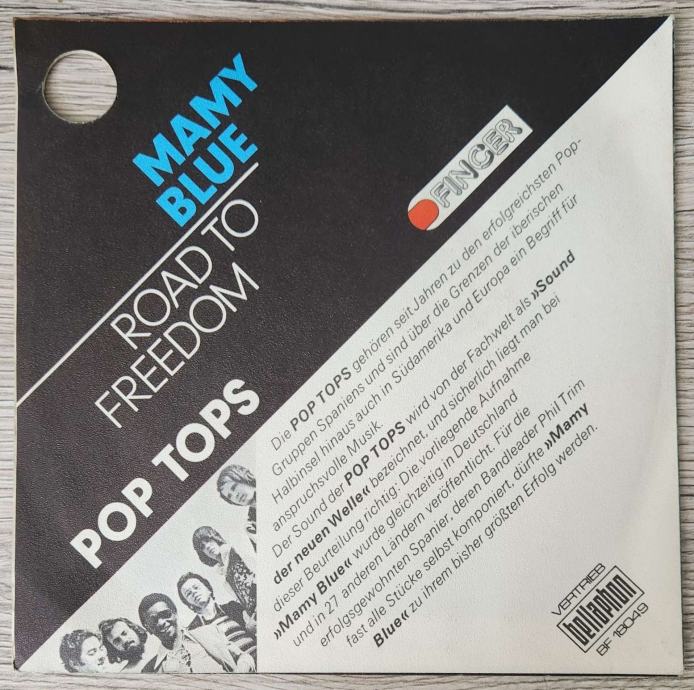 MAMY
BLUE
ROAD TO
FREEDOM
POP TOPS
FINGER
Die POP TOPS gehören seit Jahren zu den erfolgreichsten Pop-
Gruppen Spaniens und sind über die Grenzen der iberischen
Halbinsel hinaus auch in Südamerika und Europa ein Begriff für
anspruchsvolle Musik.
Der Sound der POP TOPS wird von der Fachwelt als »Sound
der neuen Welle« bezeichnet, und sicherlich liegt man bei
dieser Beurteilung richtig: Die vorliegende Aufnahme
»Mamy Blue« wurde gleichzeitig in Deutschland
und in 27 anderen Ländern veröffentlicht. Für die
erfolgsgewohnten Spanier, deren Bandleader Phil Trim
fast alle Stücke selbst komponiert, dürfte »Mamy
Blue« zu ihrem bisher größten Erfolg werden.
VERTRIEB
bellaphon
BF 18049